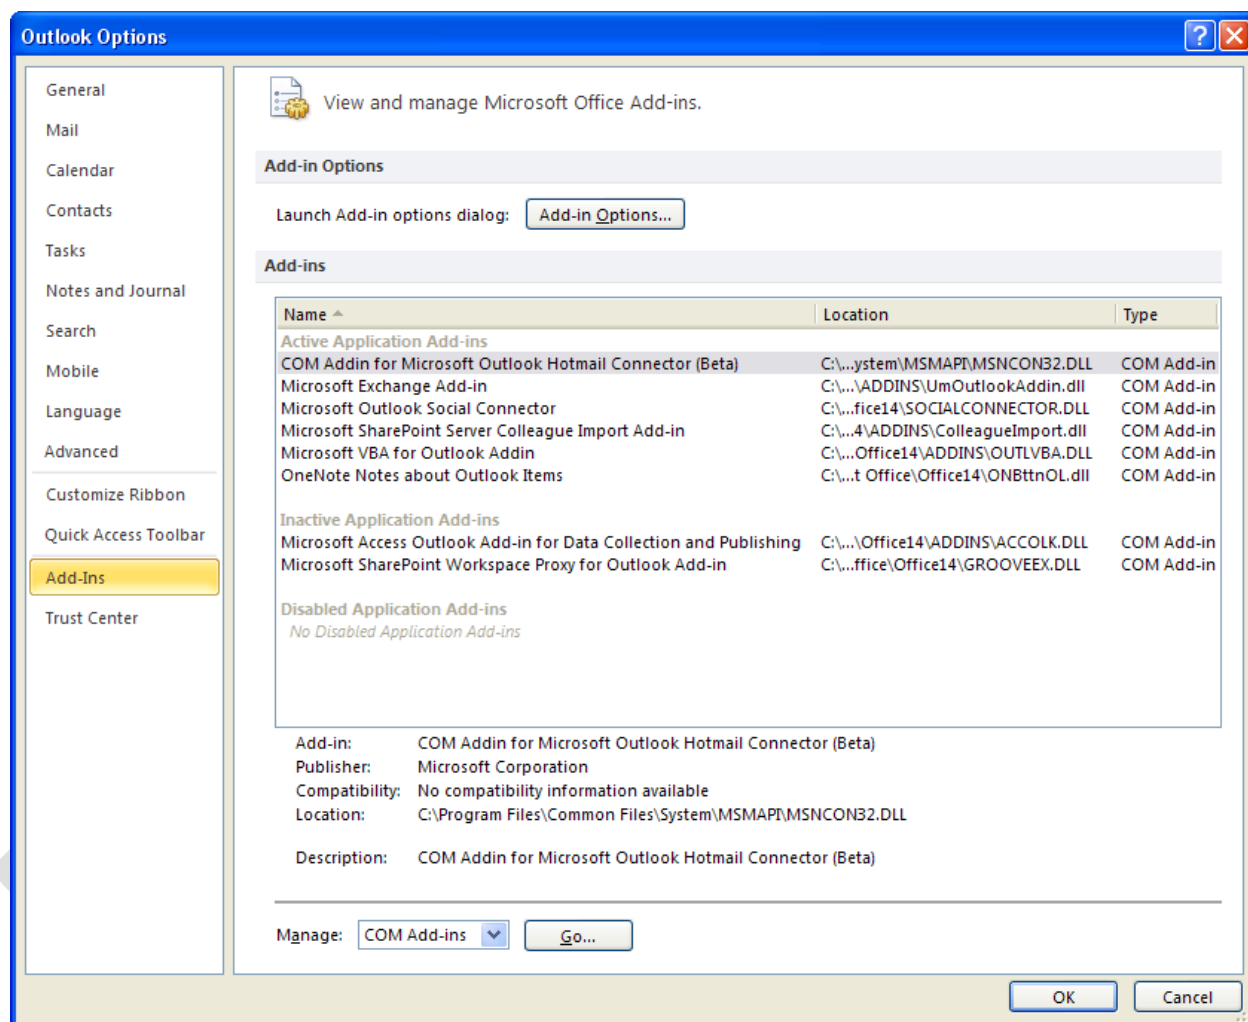 Outlook Options
General
Mail
Calendar
Contacts
Tasks
Notes and Journal
Search
Mobile
Language
Advanced
Customize Ribbon
Quick Access Toolbar
Add-Ins
Trust Center
View and manage Microsoft Office Add-ins.
Add-in Options
Launch Add-in options dialog: Add-in Options...
Add-ins
Name Location Type
Active Application Add-ins
COM Addin for Microsoft Outlook Hotmail Connector (Beta) C:\...ystem\MSMAPI\MSNCON32.DLL COM Add-in
Microsoft Exchange Add-in C:\...\ADDINS\UmOutlookAddin.dll COM Add-in
Microsoft Outlook Social Connector C:\...fice14\SOCIALCONNECTOR.DLL COM Add-in
Microsoft SharePoint Server Colleague Import Add-in C:\...4\ADDINS\ColleagueImport.dll COM Add-in
Microsoft VBA for Outlook Addin C:\...Office14\ADDINS\OUTLVBA.DLL COM Add-in
OneNote Notes about Outlook Items C:\...t Office\Office14\ONBttnOL.dll COM Add-in
Inactive Application Add-ins
Microsoft Access Outlook Add-in for Data Collection and Publishing C:\...\Office14\ADDINS\ACCOLK.DLL COM Add-in
Microsoft SharePoint Workspace Proxy for Outlook Add-in C:\...ffice\Office14\GROOVEEX.DLL COM Add-in
Disabled Application Add-ins
No Disabled Application Add-ins
Add-in: COM Addin for Microsoft Outlook Hotmail Connector (Beta)
Publisher: Microsoft Corporation
Compatibility: No compatibility information available
Location: C:\Program Files\Common Files\System\MSMAPI\MSNCON32.DLL
Description: COM Addin for Microsoft Outlook Hotmail Connector (Beta)
Manage: COM Add-ins Go...
OK Cancel